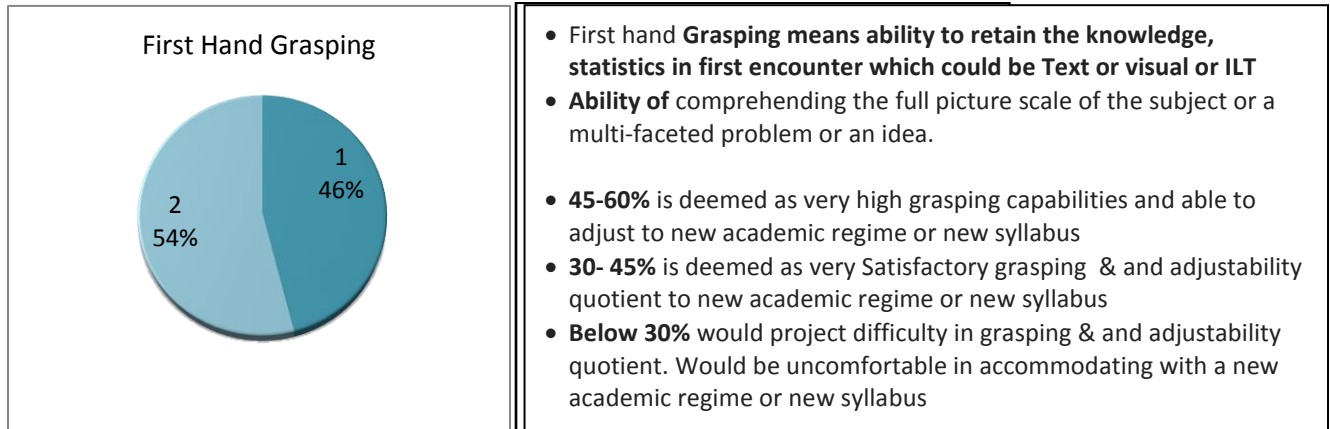 First Hand Grasping
1
46%
2
54%
• First hand Grasping means ability to retain the knowledge,
statistics in first encounter which could be Text or visual or ILT
• Ability of comprehending the full picture scale of the subject or a
multi-faceted problem or an idea.
• 45-60% is deemed as very high grasping capabilities and able to
adjust to new academic regime or new syllabus
• 30- 45% is deemed as very Satisfactory grasping & and adjustability
quotient to new academic regime or new syllabus
• Below 30% would project difficulty in grasping & and adjustability
quotient. Would be uncomfortable in accommodating with a new
academic regime or new syllabus